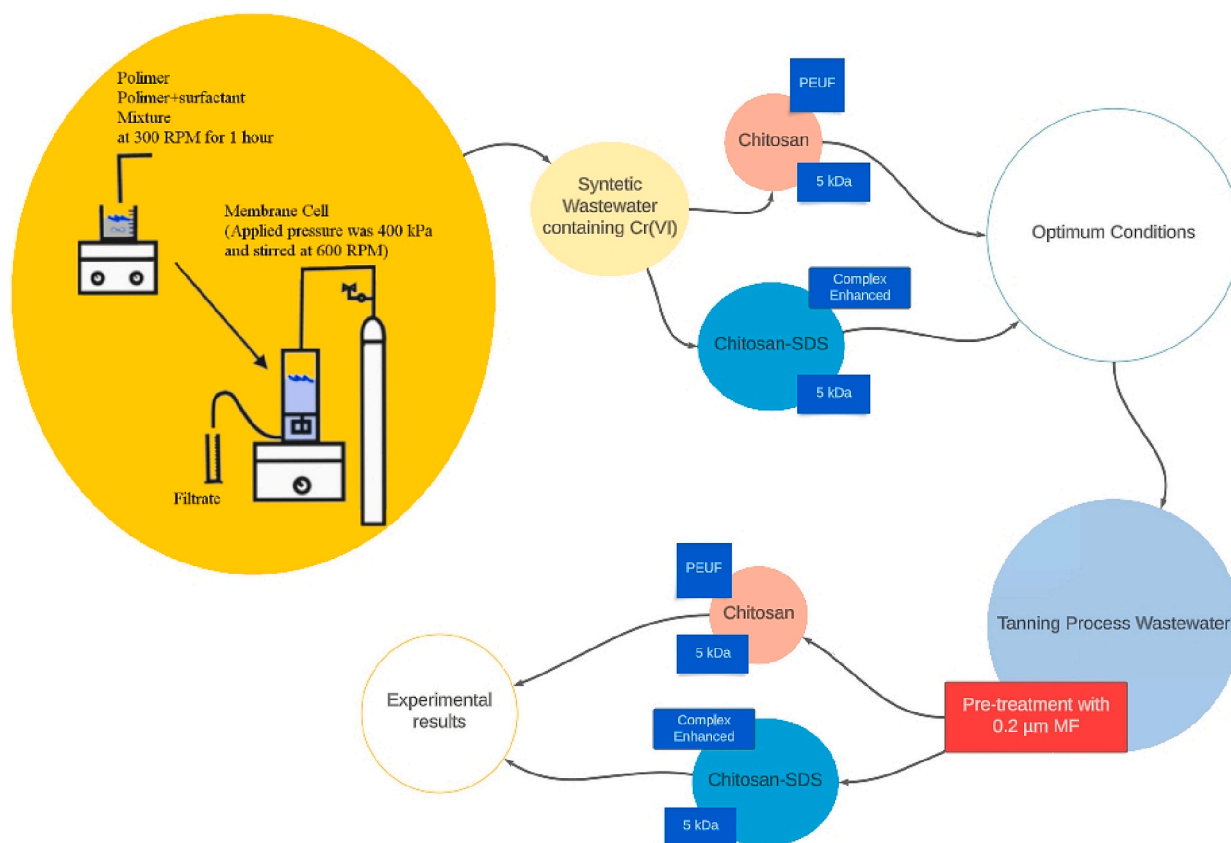 Polimer
Polimer+surfactant
Mixture
at 300 RPM for 1 hour
Membrane Cell
(Applied pressure was 400 kPa
and stirred at 600 RPM)
Filtrate
Syntetic
Wastewater
containing Cr(VI)
PEUF
Chitosan
5 kDa
Complex
Enhanced
Chitosan-SDS
5 kDa
Optimum Conditions
Tanning Process Wastewater
Pre-treatment with
0.2 µm MF
PEUF
Chitosan
5 kDa
Complex
Enhanced
Chitosan-SDS
5 kDa
Experimental
results